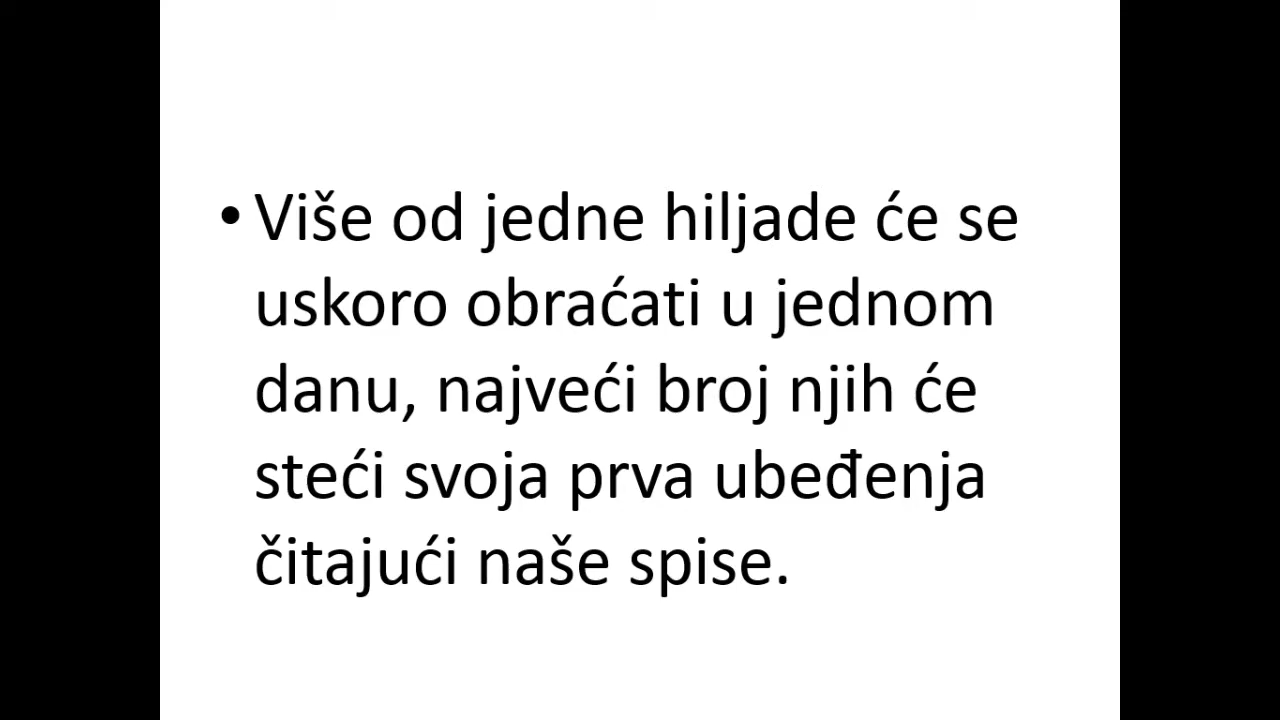 • Više od jedne hiljade će se
uskoro obraćati u jednom
danu, najveći broj njih će
steći svoja prva ubeđenja
čitajući naše spise.